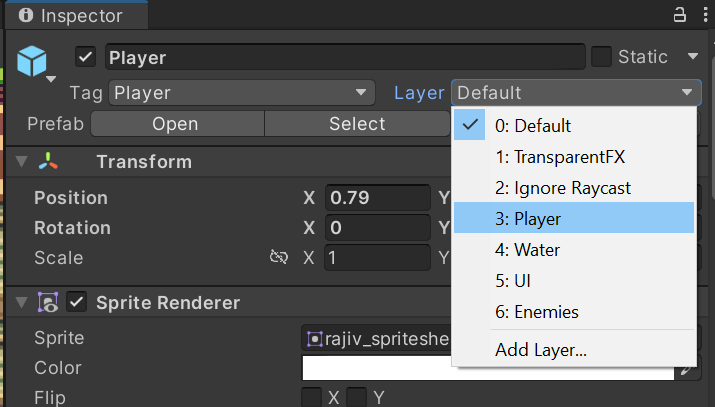 Inspector
Player
Static
Tag Player
Layer Default
Prefab Open Select
0: Default
1: TransparentFX
2: Ignore Raycast
3: Player
4: Water
5: UI
6: Enemies
Add Layer...
Transform
Position X 0.79 Y
Rotation X 0 Y
Scale X 1 Y
Sprite Renderer
Sprite rajiv_spriteshe
Color
Flip X Y